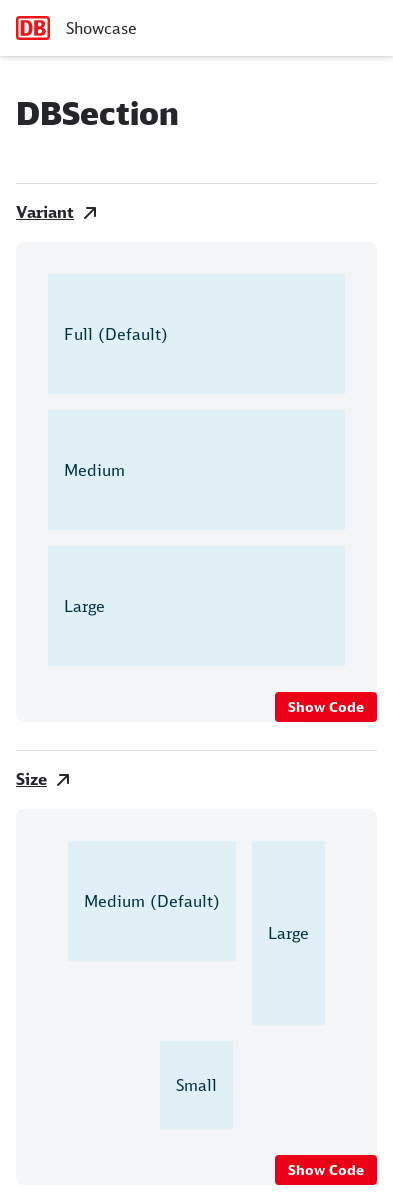 DB Showcase
DBSection
Variant
Full (Default)
Medium
Large
Show Code
Size
Medium (Default)
Large
Small
Show Code